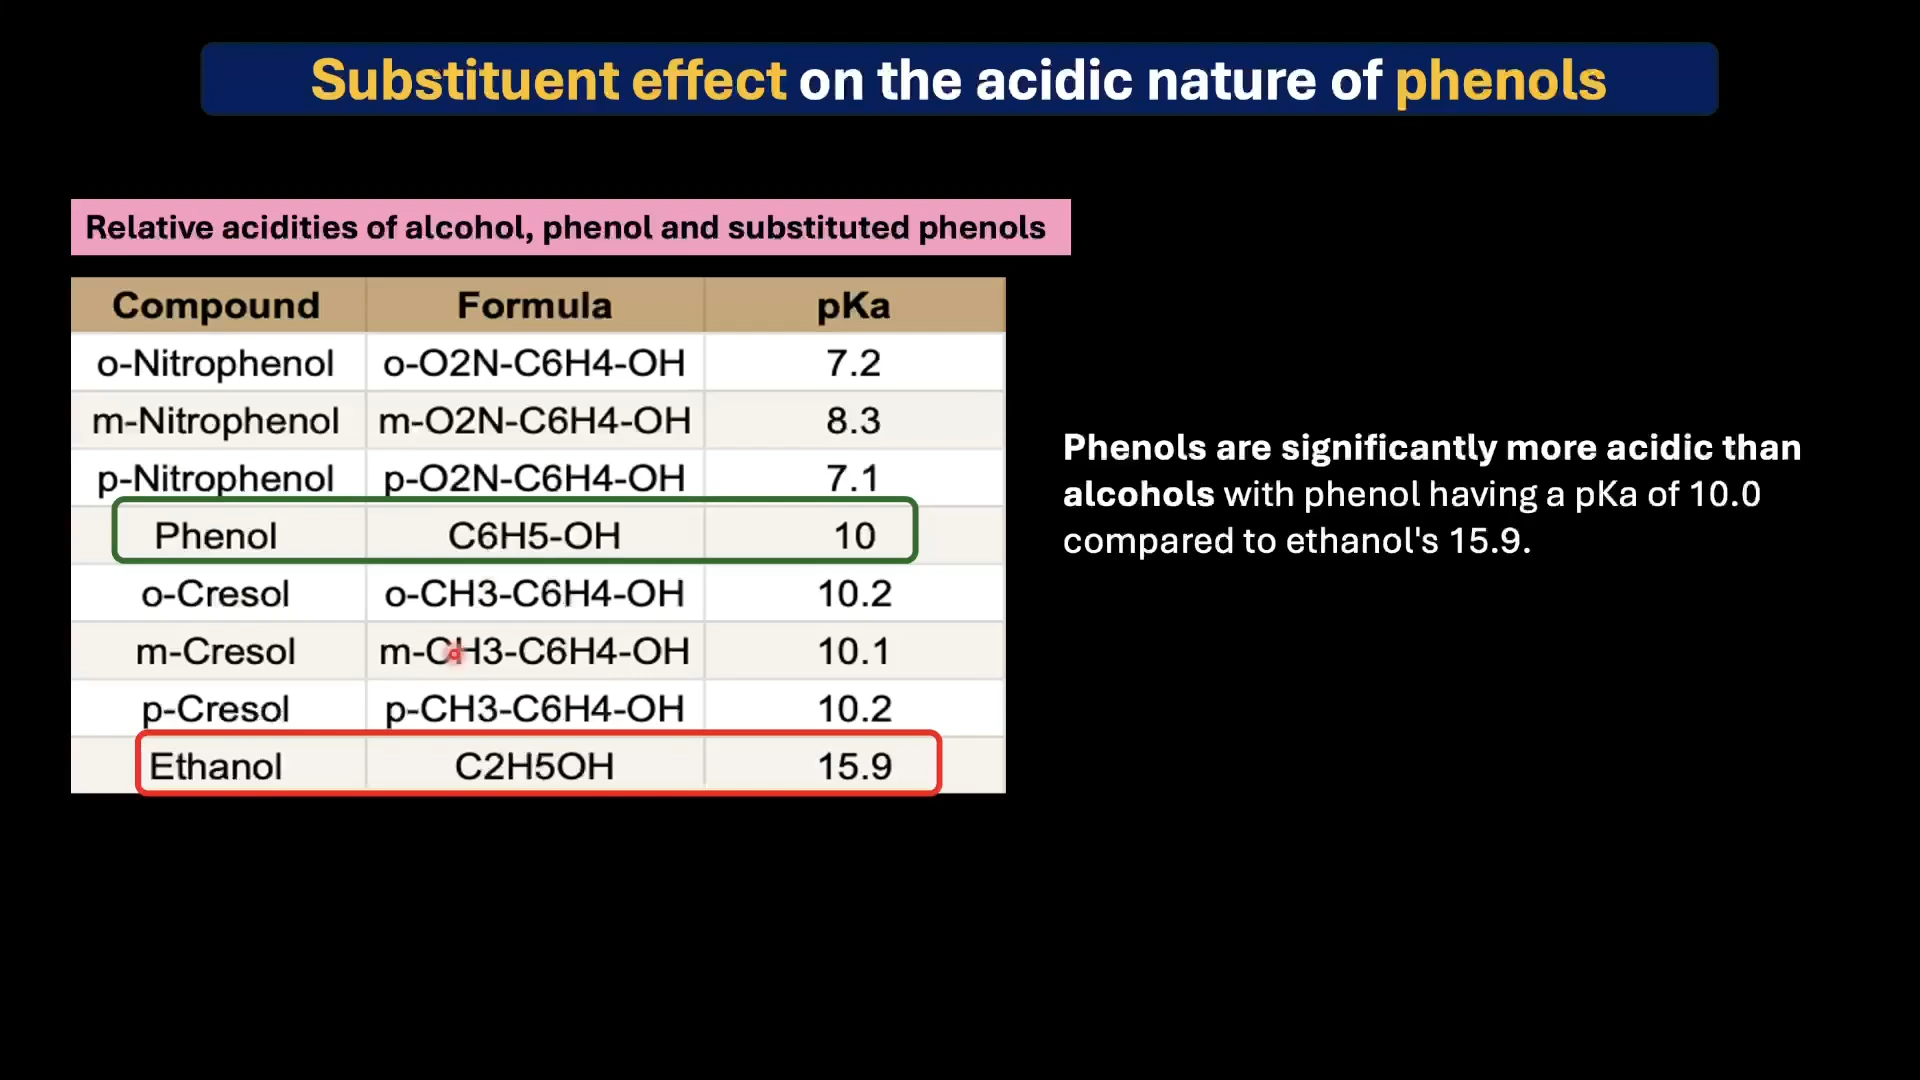 Substituent effect on the acidic nature of phenols
Relative acidities of alcohol, phenol and substituted phenols
Compound Formula pKa
o-Nitrophenol o-O2N-C6H4-OH 7.2
m-Nitrophenol m-O2N-C6H4-OH 8.3
p-Nitrophenol p-O2N-C6H4-OH 7.1
Phenol C6H5-OH 10
o-Cresol o-CH3-C6H4-OH 10.2
m-Cresol m-CH3-C6H4-OH 10.1
p-Cresol p-CH3-C6H4-OH 10.2
Ethanol C2H5OH 15.9
Phenols are significantly more acidic than
alcohols with phenol having a pKa of 10.0
compared to ethanol's 15.9.